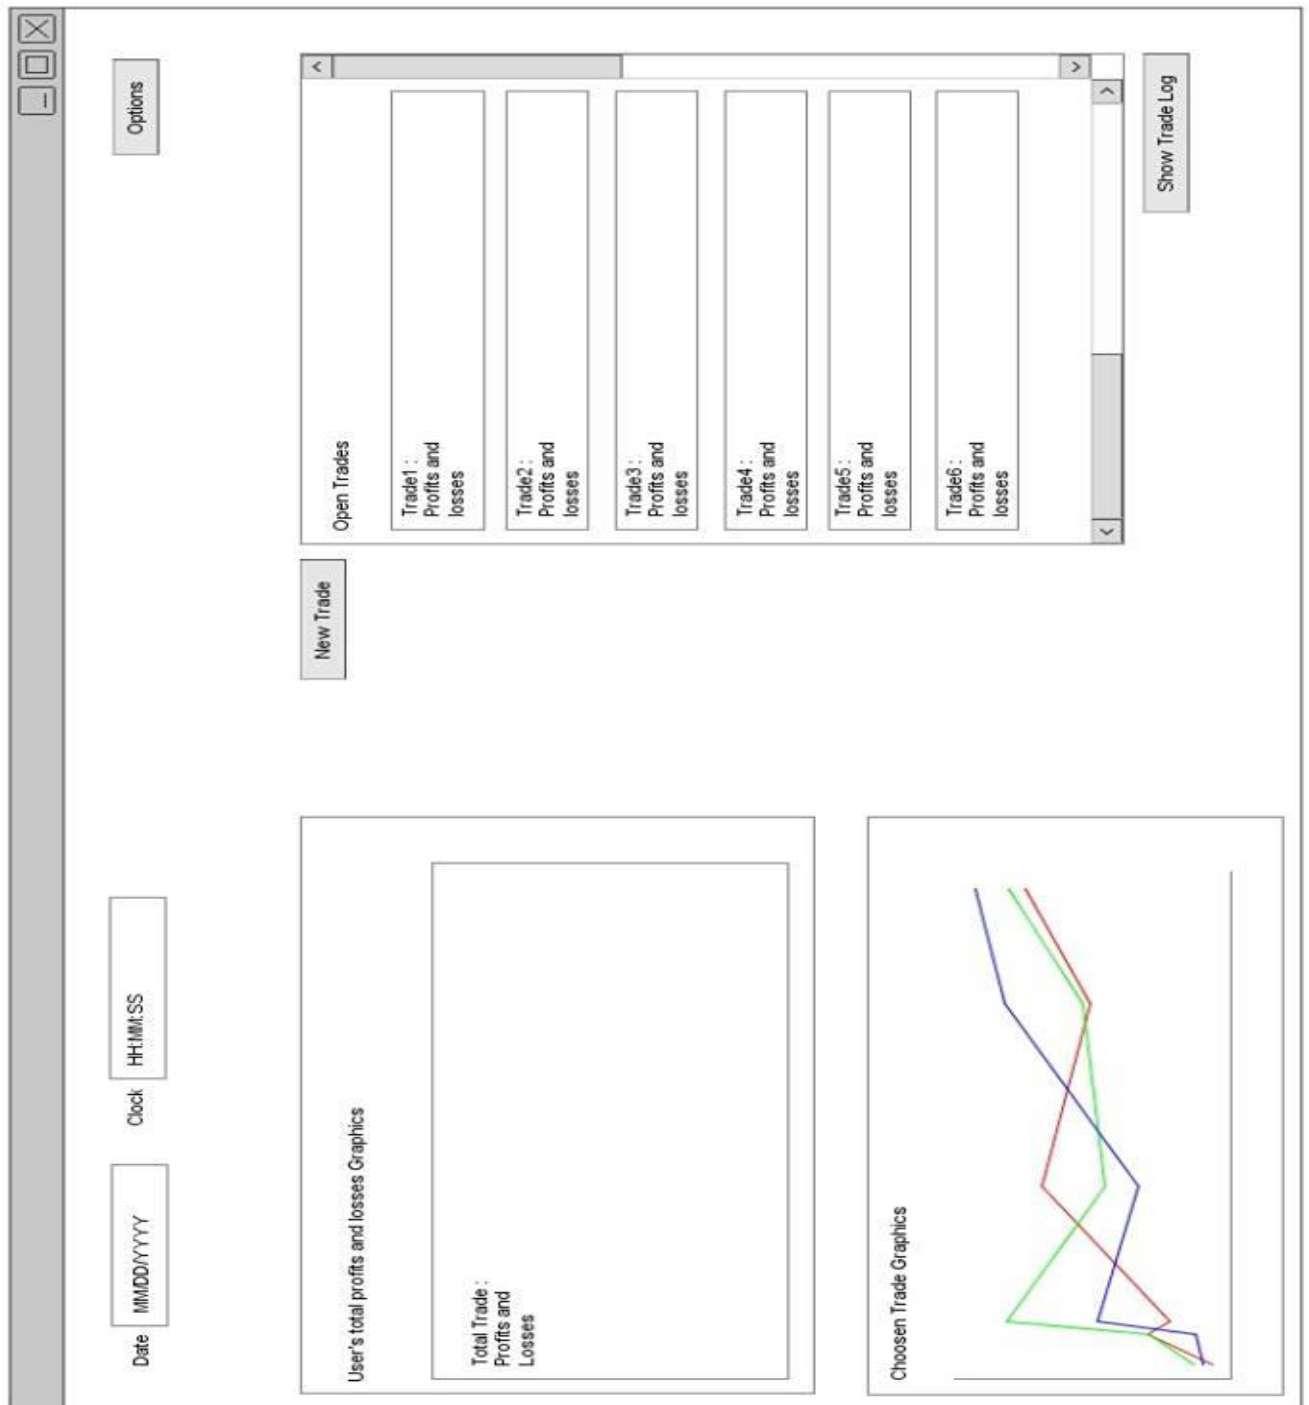 Date
MM/DD/YYYY
Clock
HH:MM:SS
Options
User's total profits and losses Graphics
Total Trade :
Profits and
Losses
New Trade
Open Trades
Trade1 :
Profits and
losses
Trade2 :
Profits and
losses
Trade3 :
Profits and
losses
Trade4 :
Profits and
losses
Trade5 :
Profits and
losses
Trade6 :
Profits and
losses
Choosen Trade Graphics
Show Trade Log